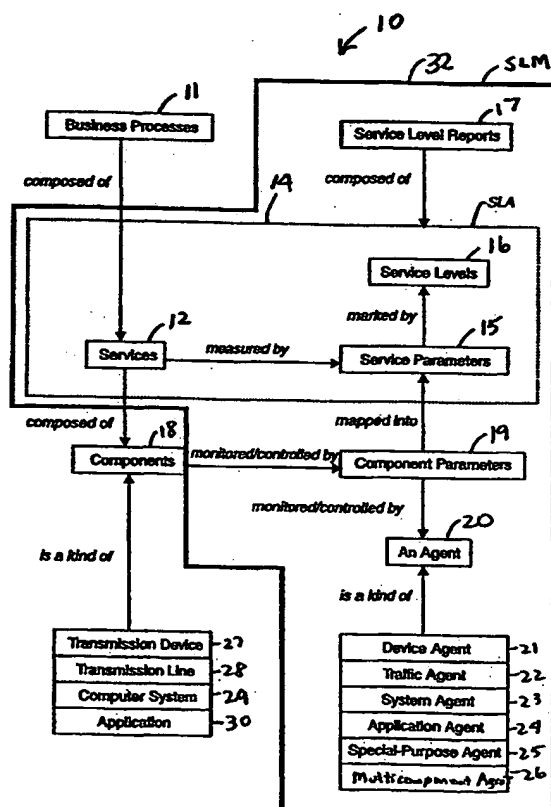 10
32
SLM
11
Business Processes
17
Service Level Reports
composed of
composed of
14
SLA
16
Service Levels
marked by
12
Services
measured by
15
Service Parameters
composed of
mapped into
18
Components
monitored/controlled by
19
Component Parameters
monitored/controlled by
20
An Agent
is a kind of
is a kind of
Transmission Device 27
Transmission Line 28
Computer System 29
Application 30
Device Agent 21
Traffic Agent 22
System Agent 23
Application Agent 24
Special-Purpose Agent 25
Multicomponent Agent 26